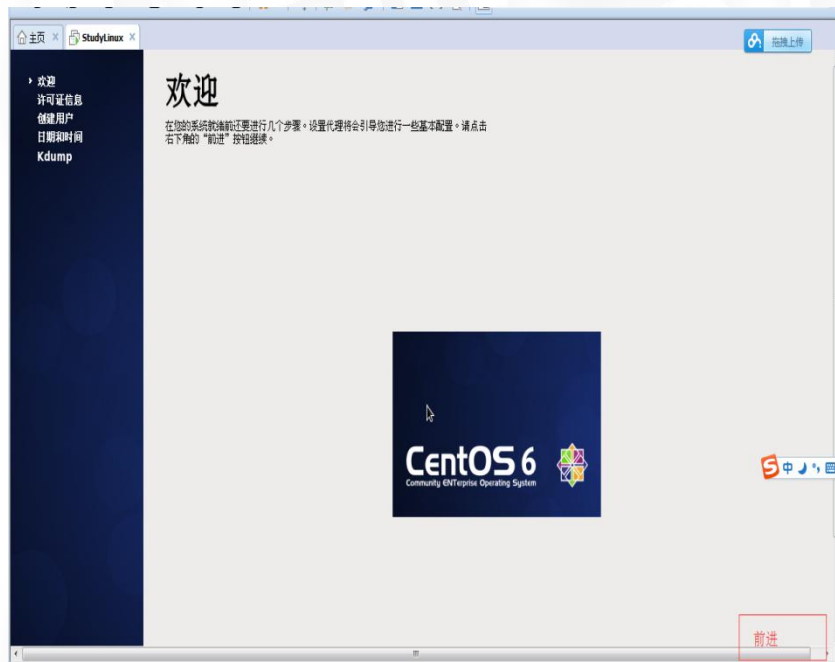 主页 × StudyLinux ×
拖拽上传
欢迎
许可证信息
创建用户
日期和时间
Kdump
欢迎
在您的系统就绪前还要进行几个步骤。设置代理将会引导您进行一些基本配置。请点击
右下角的“前进”按钮继续。
CentOS 6
Community ENTerprise Operating System
S 中
前进